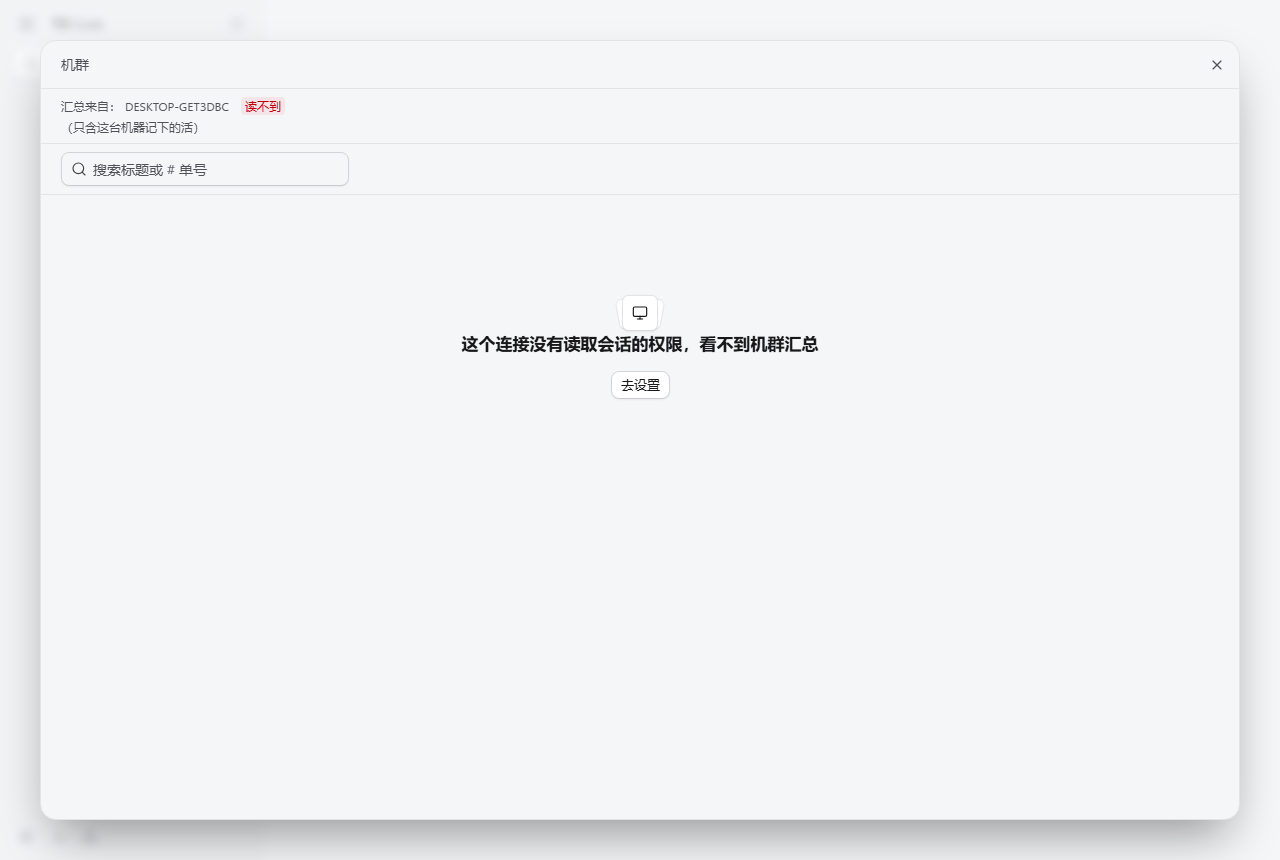 机群
汇总来自： DESKTOP-GET3DBC 读不到
（只含这台机器记下的活）
搜索标题或 # 单号
这个连接没有读取会话的权限，看不到机群汇总
去设置